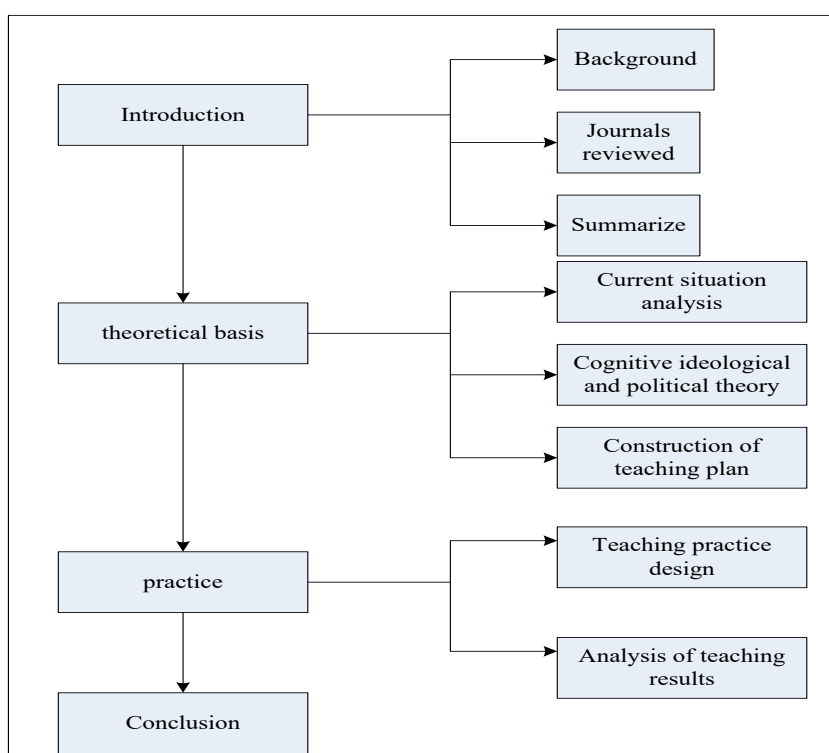 Introduction
Background
Journals
reviewed
Summarize
theoretical basis
Current situation
analysis
Cognitive ideological
and political theory
Construction of
teaching plan
practice
Teaching practice
design
Analysis of teaching
results
Conclusion